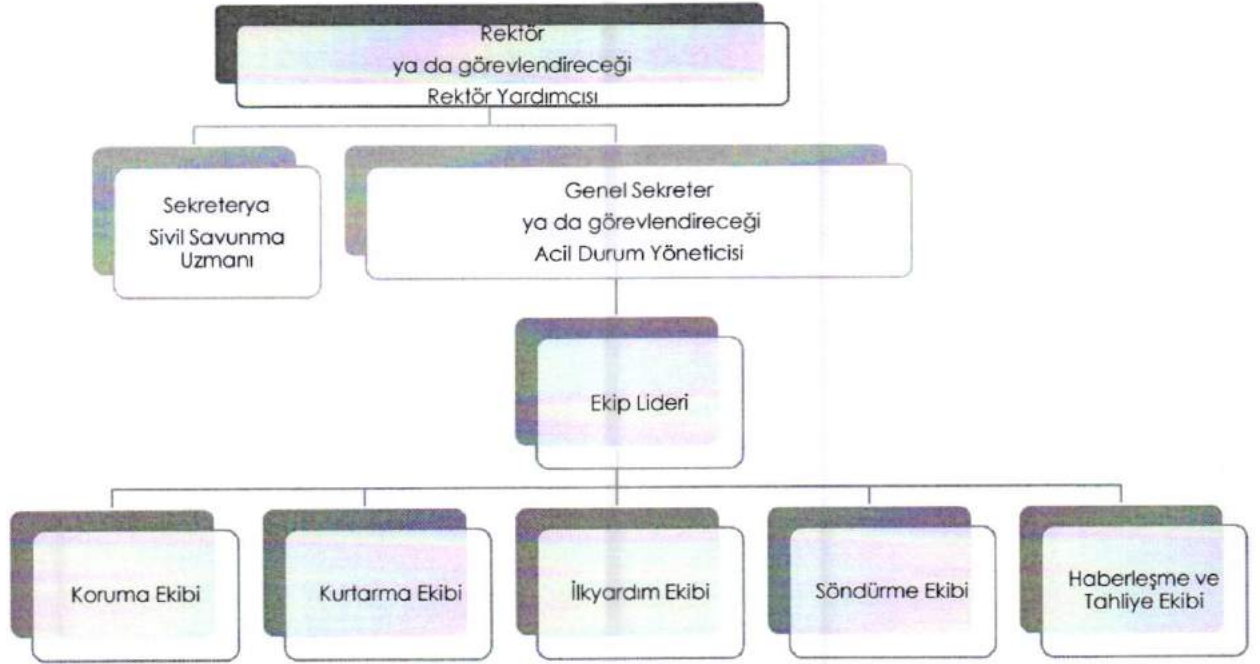 Rektör
ya da görevlendireceği
Rektör Yardımcısı
Sekreterya
Sivil Savunma
Uzmanı
Genel Sekreter
ya da görevlendireceği
Acil Durum Yöneticisi
Ekip Lideri
Koruma Ekibi
Kurtarma Ekibi
İlkyardım Ekibi
Söndürme Ekibi
Haberleşme ve
Tahliye Ekibi